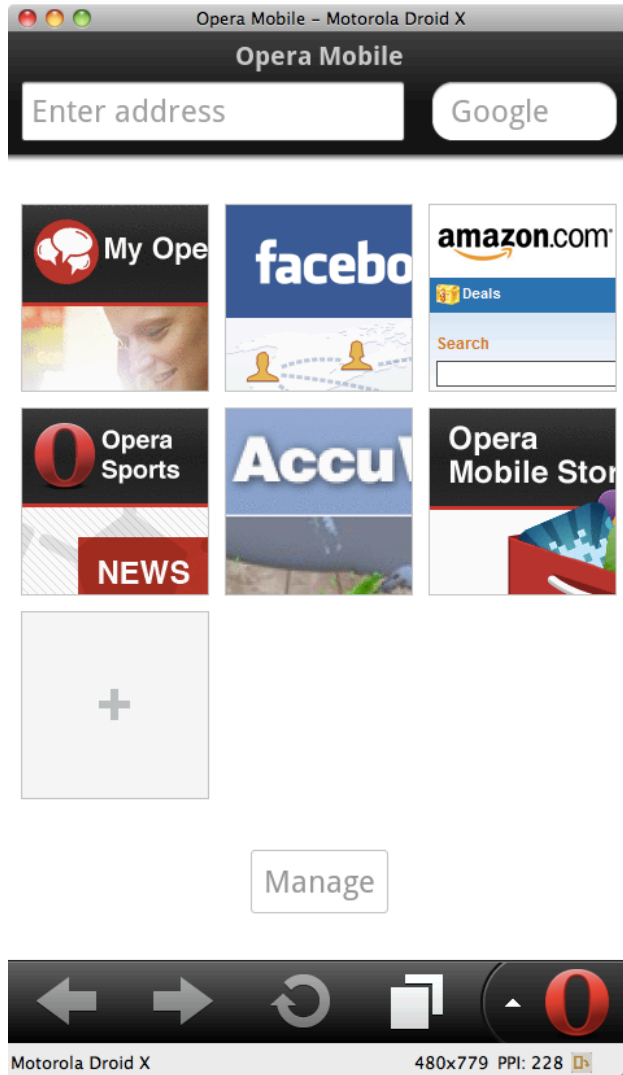 Opera Mobile – Motorola Droid X
Opera Mobile
Enter address
Google
My Ope
facebo
amazon.com
Deals
Search
Opera
Sports
NEWS
Accu
Opera
Mobile Stor
Manage
Motorola Droid X
480x779 PPI: 228